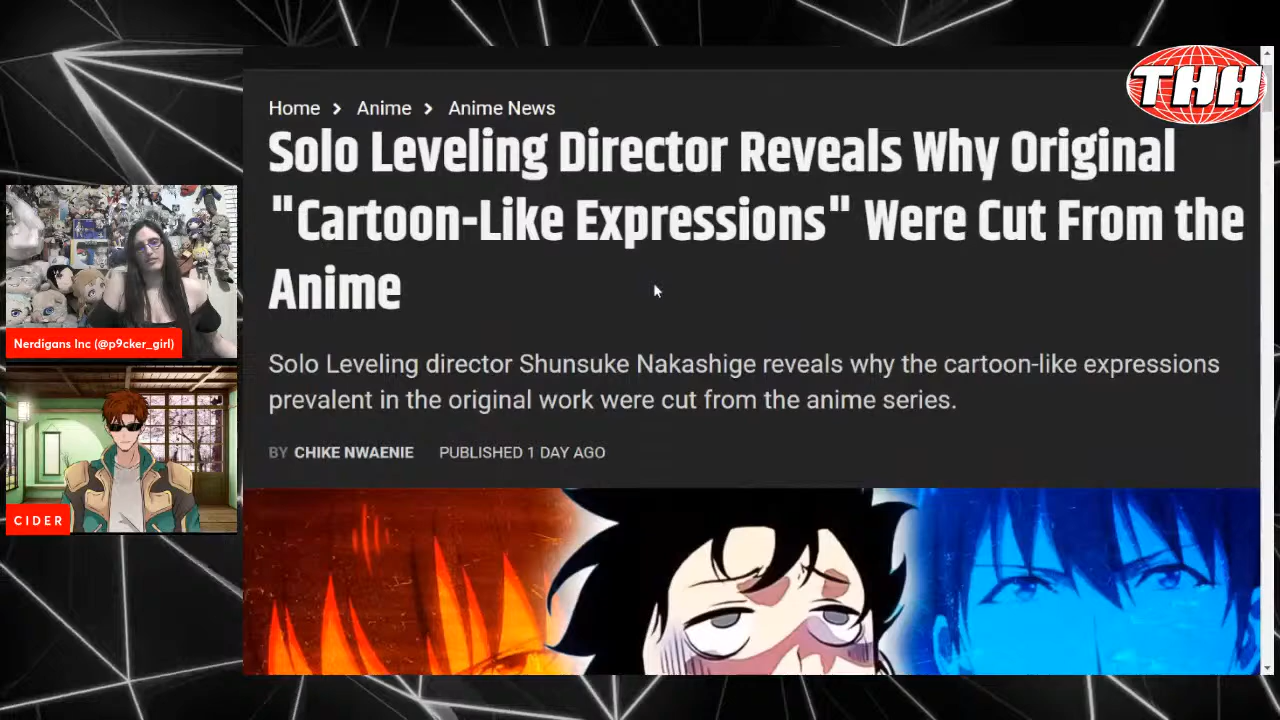 THH
Home > Anime > Anime News
Solo Leveling Director Reveals Why Original
"Cartoon-Like Expressions" Were Cut From the
Anime
Solo Leveling director Shunsuke Nakashige reveals why the cartoon-like expressions
prevalent in the original work were cut from the anime series.
BY CHIKE NWAENIE PUBLISHED 1 DAY AGO
Nerdigans Inc (@p9cker_girl)
CIDER